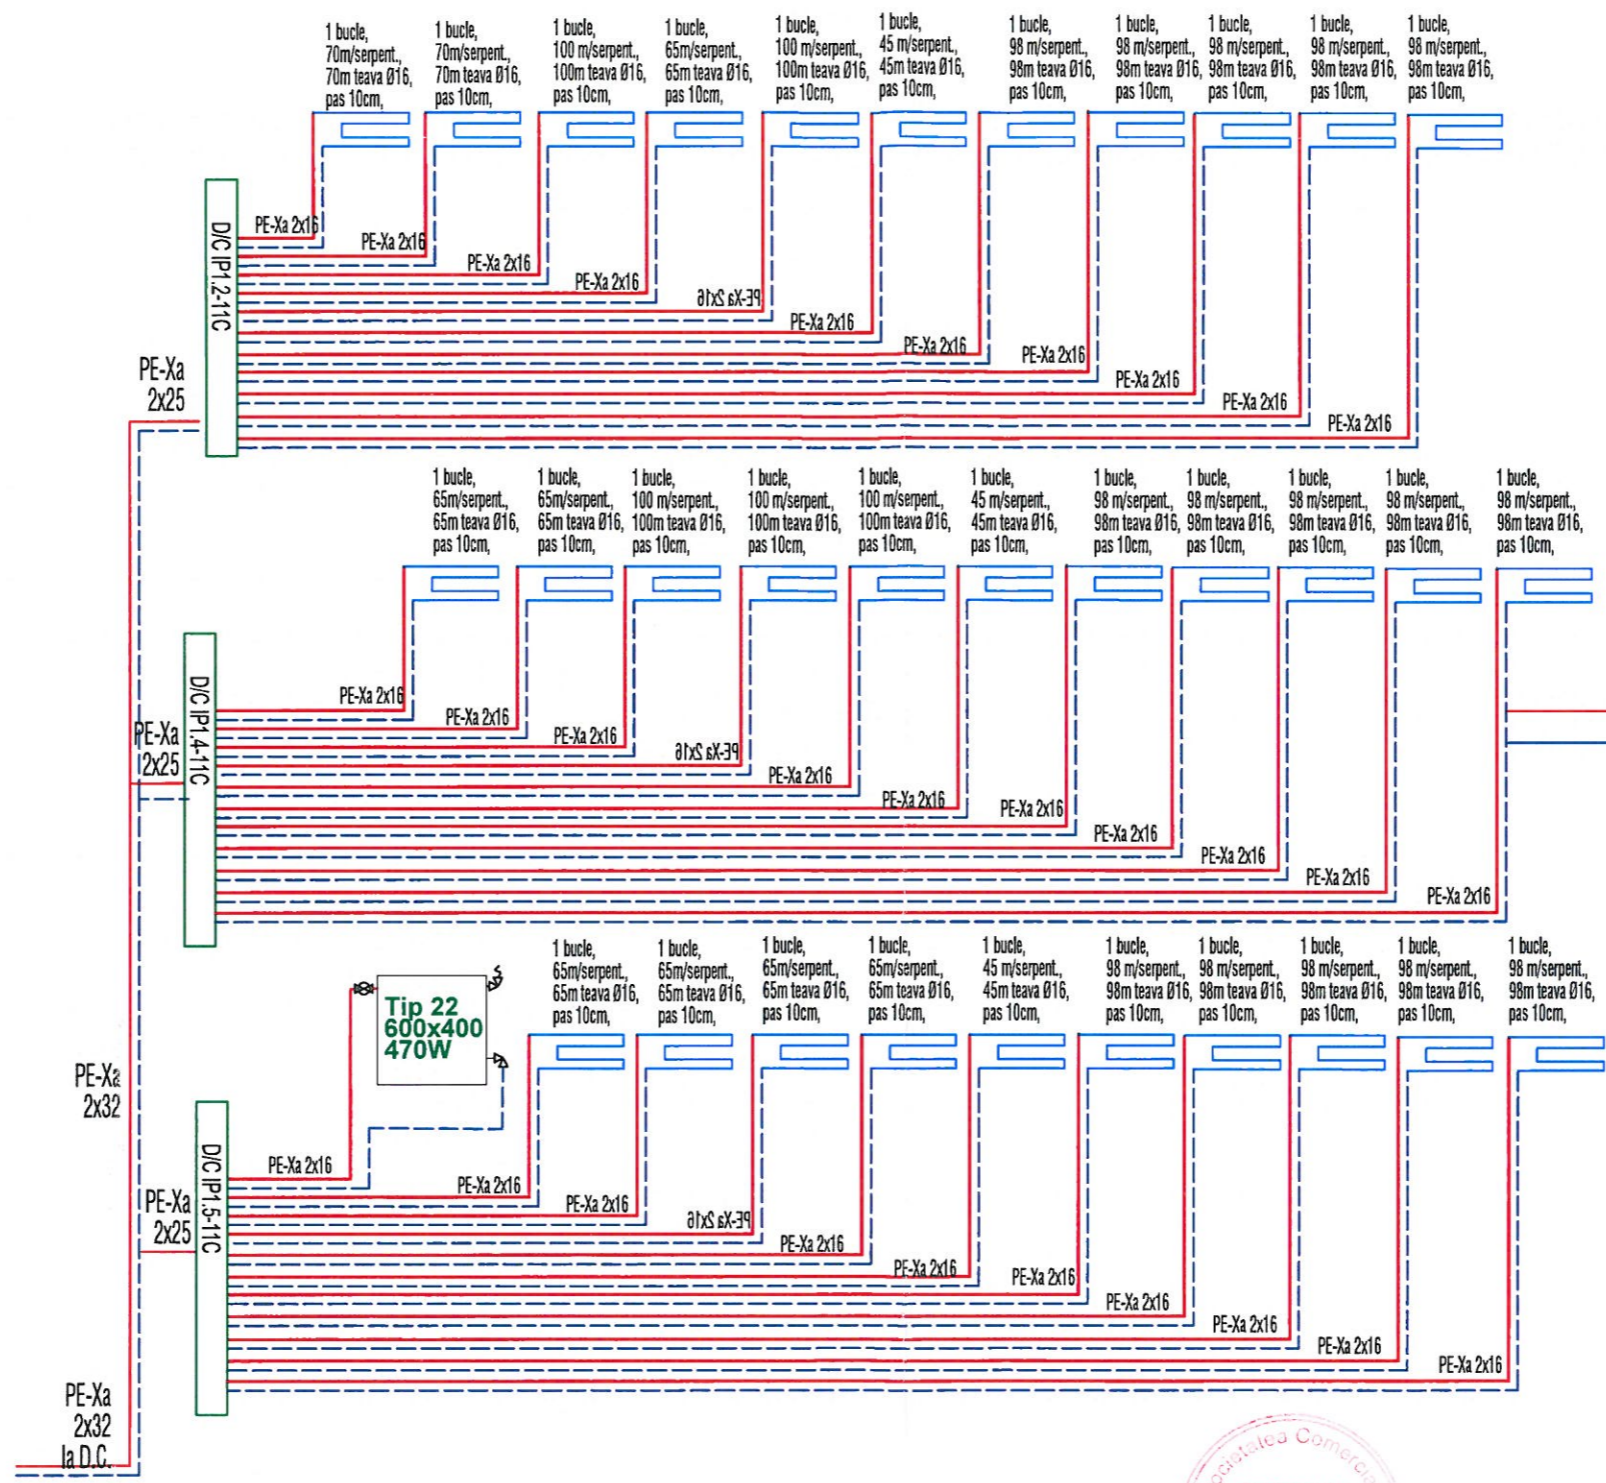 1 bucle,
70m/serpent.,
70m teava Ø16,
pas 10cm,
1 bucle,
70m/serpent.,
70m teava Ø16,
pas 10cm,
1 bucle,
100 m/serpent.,
100m teava Ø16,
pas 10cm,
1 bucle,
65m/serpent.,
65m teava Ø16,
pas 10cm,
1 bucle,
100 m/serpent.,
100m teava Ø16,
pas 10cm,
1 bucle,
45 m/serpent.,
45m teava Ø16,
pas 10cm,
1 bucle,
98 m/serpent.,
98m teava Ø16,
pas 10cm,
1 bucle,
98 m/serpent.,
98m teava Ø16,
pas 10cm,
1 bucle,
98 m/serpent.,
98m teava Ø16,
pas 10cm,
1 bucle,
98 m/serpent.,
98m teava Ø16,
pas 10cm,
1 bucle,
98 m/serpent.,
98m teava Ø16,
pas 10cm,
D/C IP1.2-11C
PE-Xa 2x16
PE-Xa 2x16
PE-Xa 2x16
PE-Xa 2x16
PE-Xa 2x16
PE-Xa 2x16
PE-Xa 2x16
PE-Xa 2x16
PE-Xa 2x16
PE-Xa 2x16
PE-Xa 2x16
PE-Xa
2x25
1 bucle,
65m/serpent.,
65m teava Ø16,
pas 10cm,
1 bucle,
65m/serpent.,
65m teava Ø16,
pas 10cm,
1 bucle,
100 m/serpent.,
100m teava Ø16,
pas 10cm,
1 bucle,
100 m/serpent.,
100m teava Ø16,
pas 10cm,
1 bucle,
100 m/serpent.,
100m teava Ø16,
pas 10cm,
1 bucle,
45 m/serpent.,
45m teava Ø16,
pas 10cm,
1 bucle,
98 m/serpent.,
98m teava Ø16,
pas 10cm,
1 bucle,
98 m/serpent.,
98m teava Ø16,
pas 10cm,
1 bucle,
98 m/serpent.,
98m teava Ø16,
pas 10cm,
1 bucle,
98 m/serpent.,
98m teava Ø16,
pas 10cm,
1 bucle,
98 m/serpent.,
98m teava Ø16,
pas 10cm,
D/C IP1.4-11C
PE-Xa 2x16
PE-Xa 2x16
PE-Xa 2x16
PE-Xa 2x16
PE-Xa 2x16
PE-Xa 2x16
PE-Xa 2x16
PE-Xa 2x16
PE-Xa 2x16
PE-Xa 2x16
PE-Xa 2x16
PE-Xa
2x25
1 bucle,
65m/serpent.,
65m teava Ø16,
pas 10cm,
1 bucle,
65m/serpent.,
65m teava Ø16,
pas 10cm,
1 bucle,
65m/serpent.,
65m teava Ø16,
pas 10cm,
1 bucle,
65m/serpent.,
65m teava Ø16,
pas 10cm,
1 bucle,
45 m/serpent.,
45m teava Ø16,
pas 10cm,
1 bucle,
98 m/serpent.,
98m teava Ø16,
pas 10cm,
1 bucle,
98 m/serpent.,
98m teava Ø16,
pas 10cm,
1 bucle,
98 m/serpent.,
98m teava Ø16,
pas 10cm,
1 bucle,
98 m/serpent.,
98m teava Ø16,
pas 10cm,
1 bucle,
98 m/serpent.,
98m teava Ø16,
pas 10cm,
Tip 22
600x400
470W
PE-Xa
2x32
D/C IP1.5-11C
PE-Xa 2x16
PE-Xa 2x16
PE-Xa 2x16
PE-Xa 2x16
PE-Xa 2x16
PE-Xa 2x16
PE-Xa 2x16
PE-Xa 2x16
PE-Xa 2x16
PE-Xa 2x16
PE-Xa 2x16
PE-Xa
2x25
PE-Xa
2x32
la D.C.